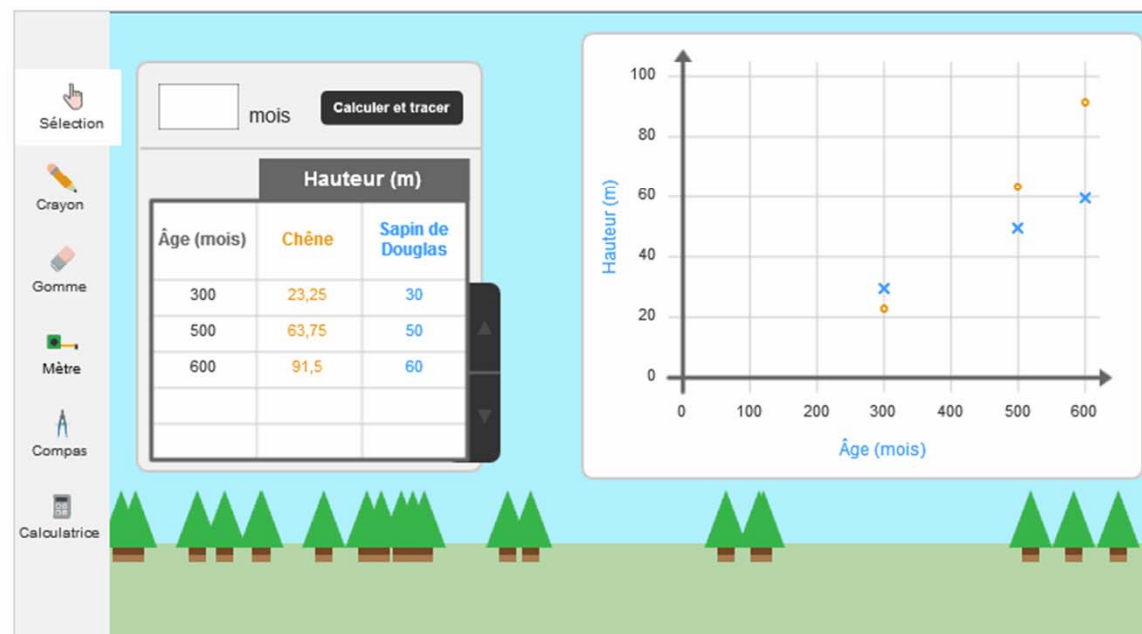 Sélection
Crayon
Gomme
Mètre
Compas
Calculatrice
mois
Calculer et tracer
Hauteur (m)
Âge (mois) Chêne Sapin de Douglas
300 23,25 30
500 63,75 50
600 91,5 60
Hauteur (m)
100
80
60
40
20
0
0 100 200 300 400 500 600
Âge (mois)